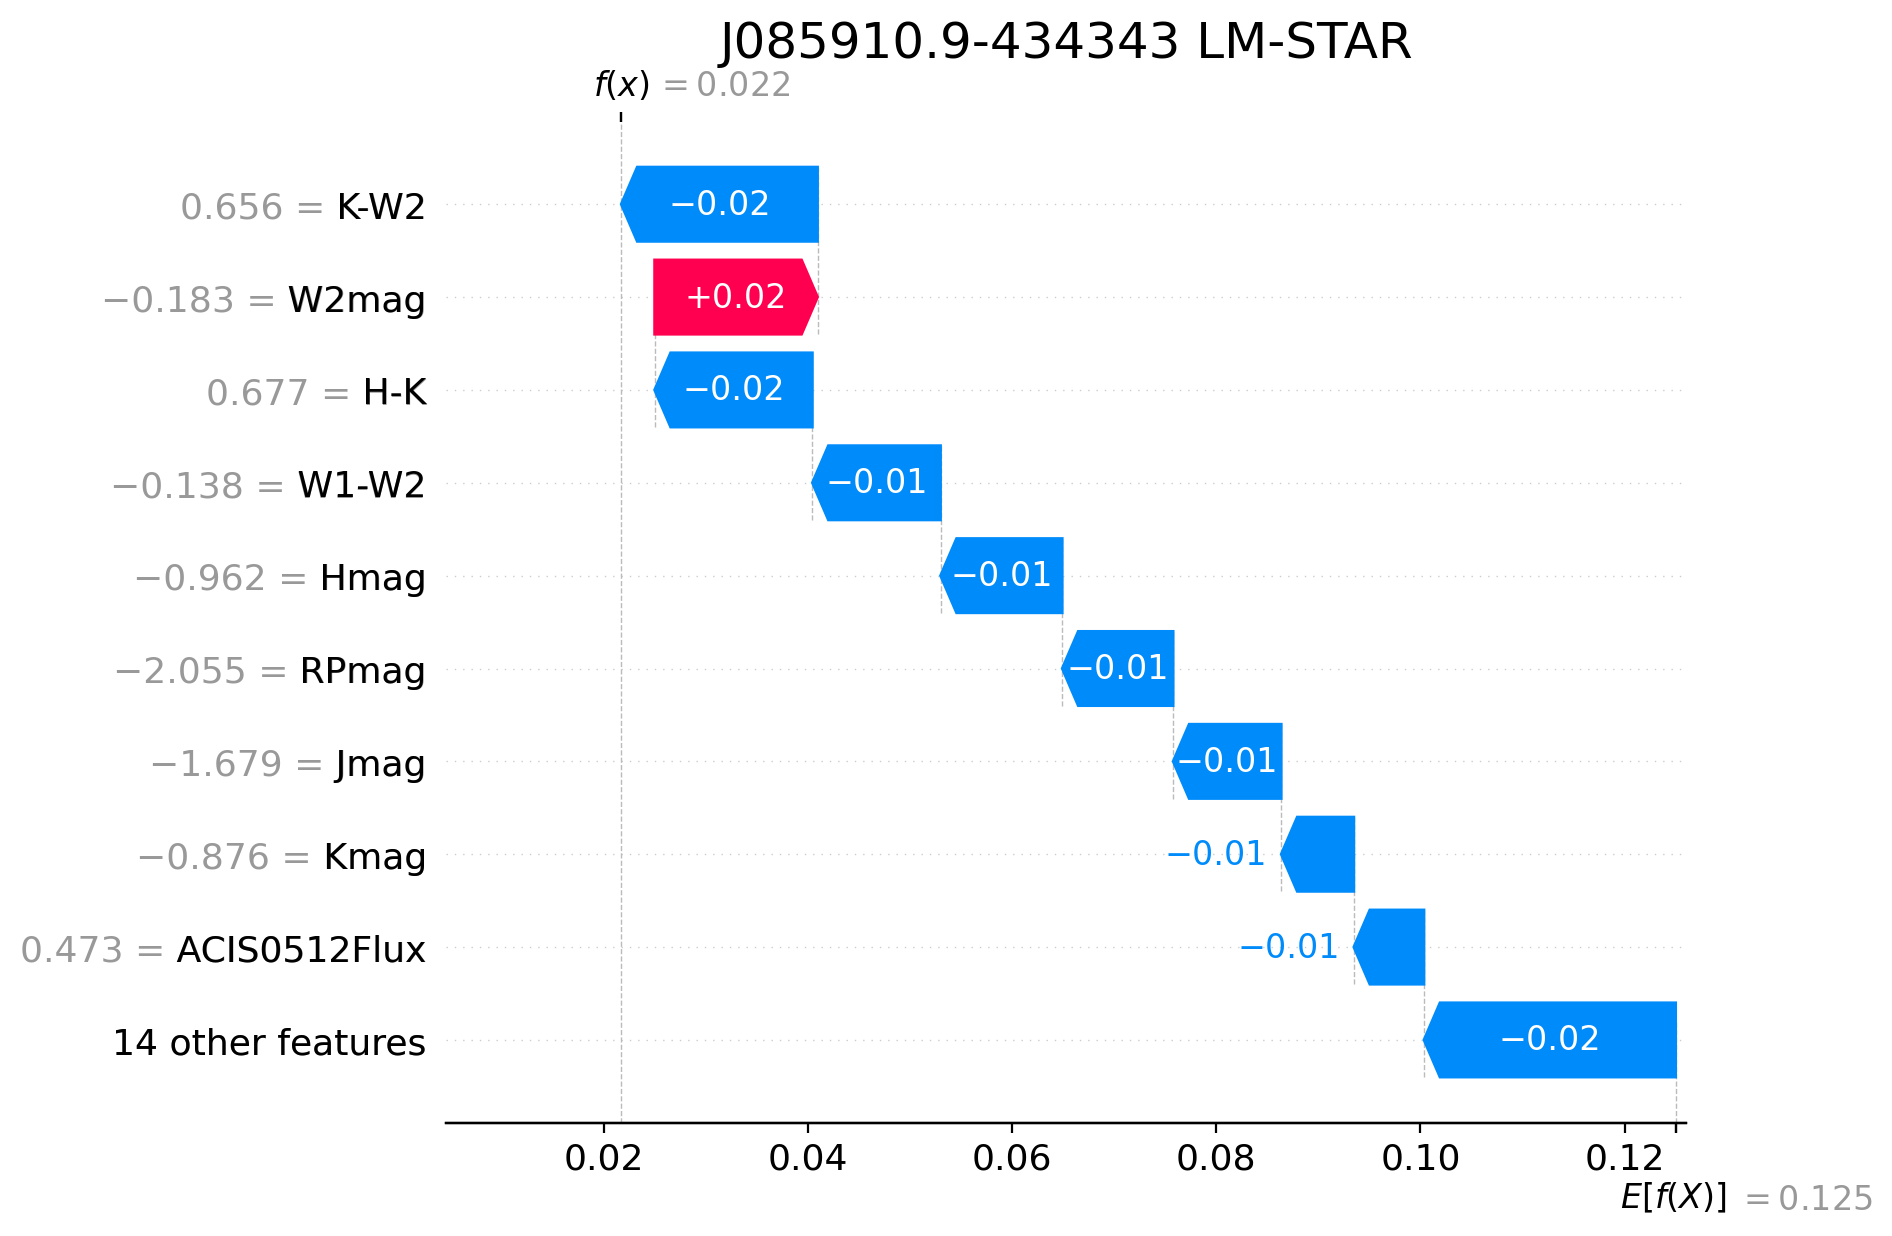 J085910.9-434343 LM-STAR
f(x) = 0.022
0.656 = K-W2
−0.02
−0.183 = W2mag
+0.02
0.677 = H-K
−0.02
−0.138 = W1-W2
−0.01
−0.962 = Hmag
−0.01
−2.055 = RPmag
−0.01
−1.679 = Jmag
−0.01
−0.876 = Kmag
−0.01
0.473 = ACIS0512Flux
−0.01
14 other features
−0.02
0.02 0.04 0.06 0.08 0.10 0.12
E[f(X)] = 0.125